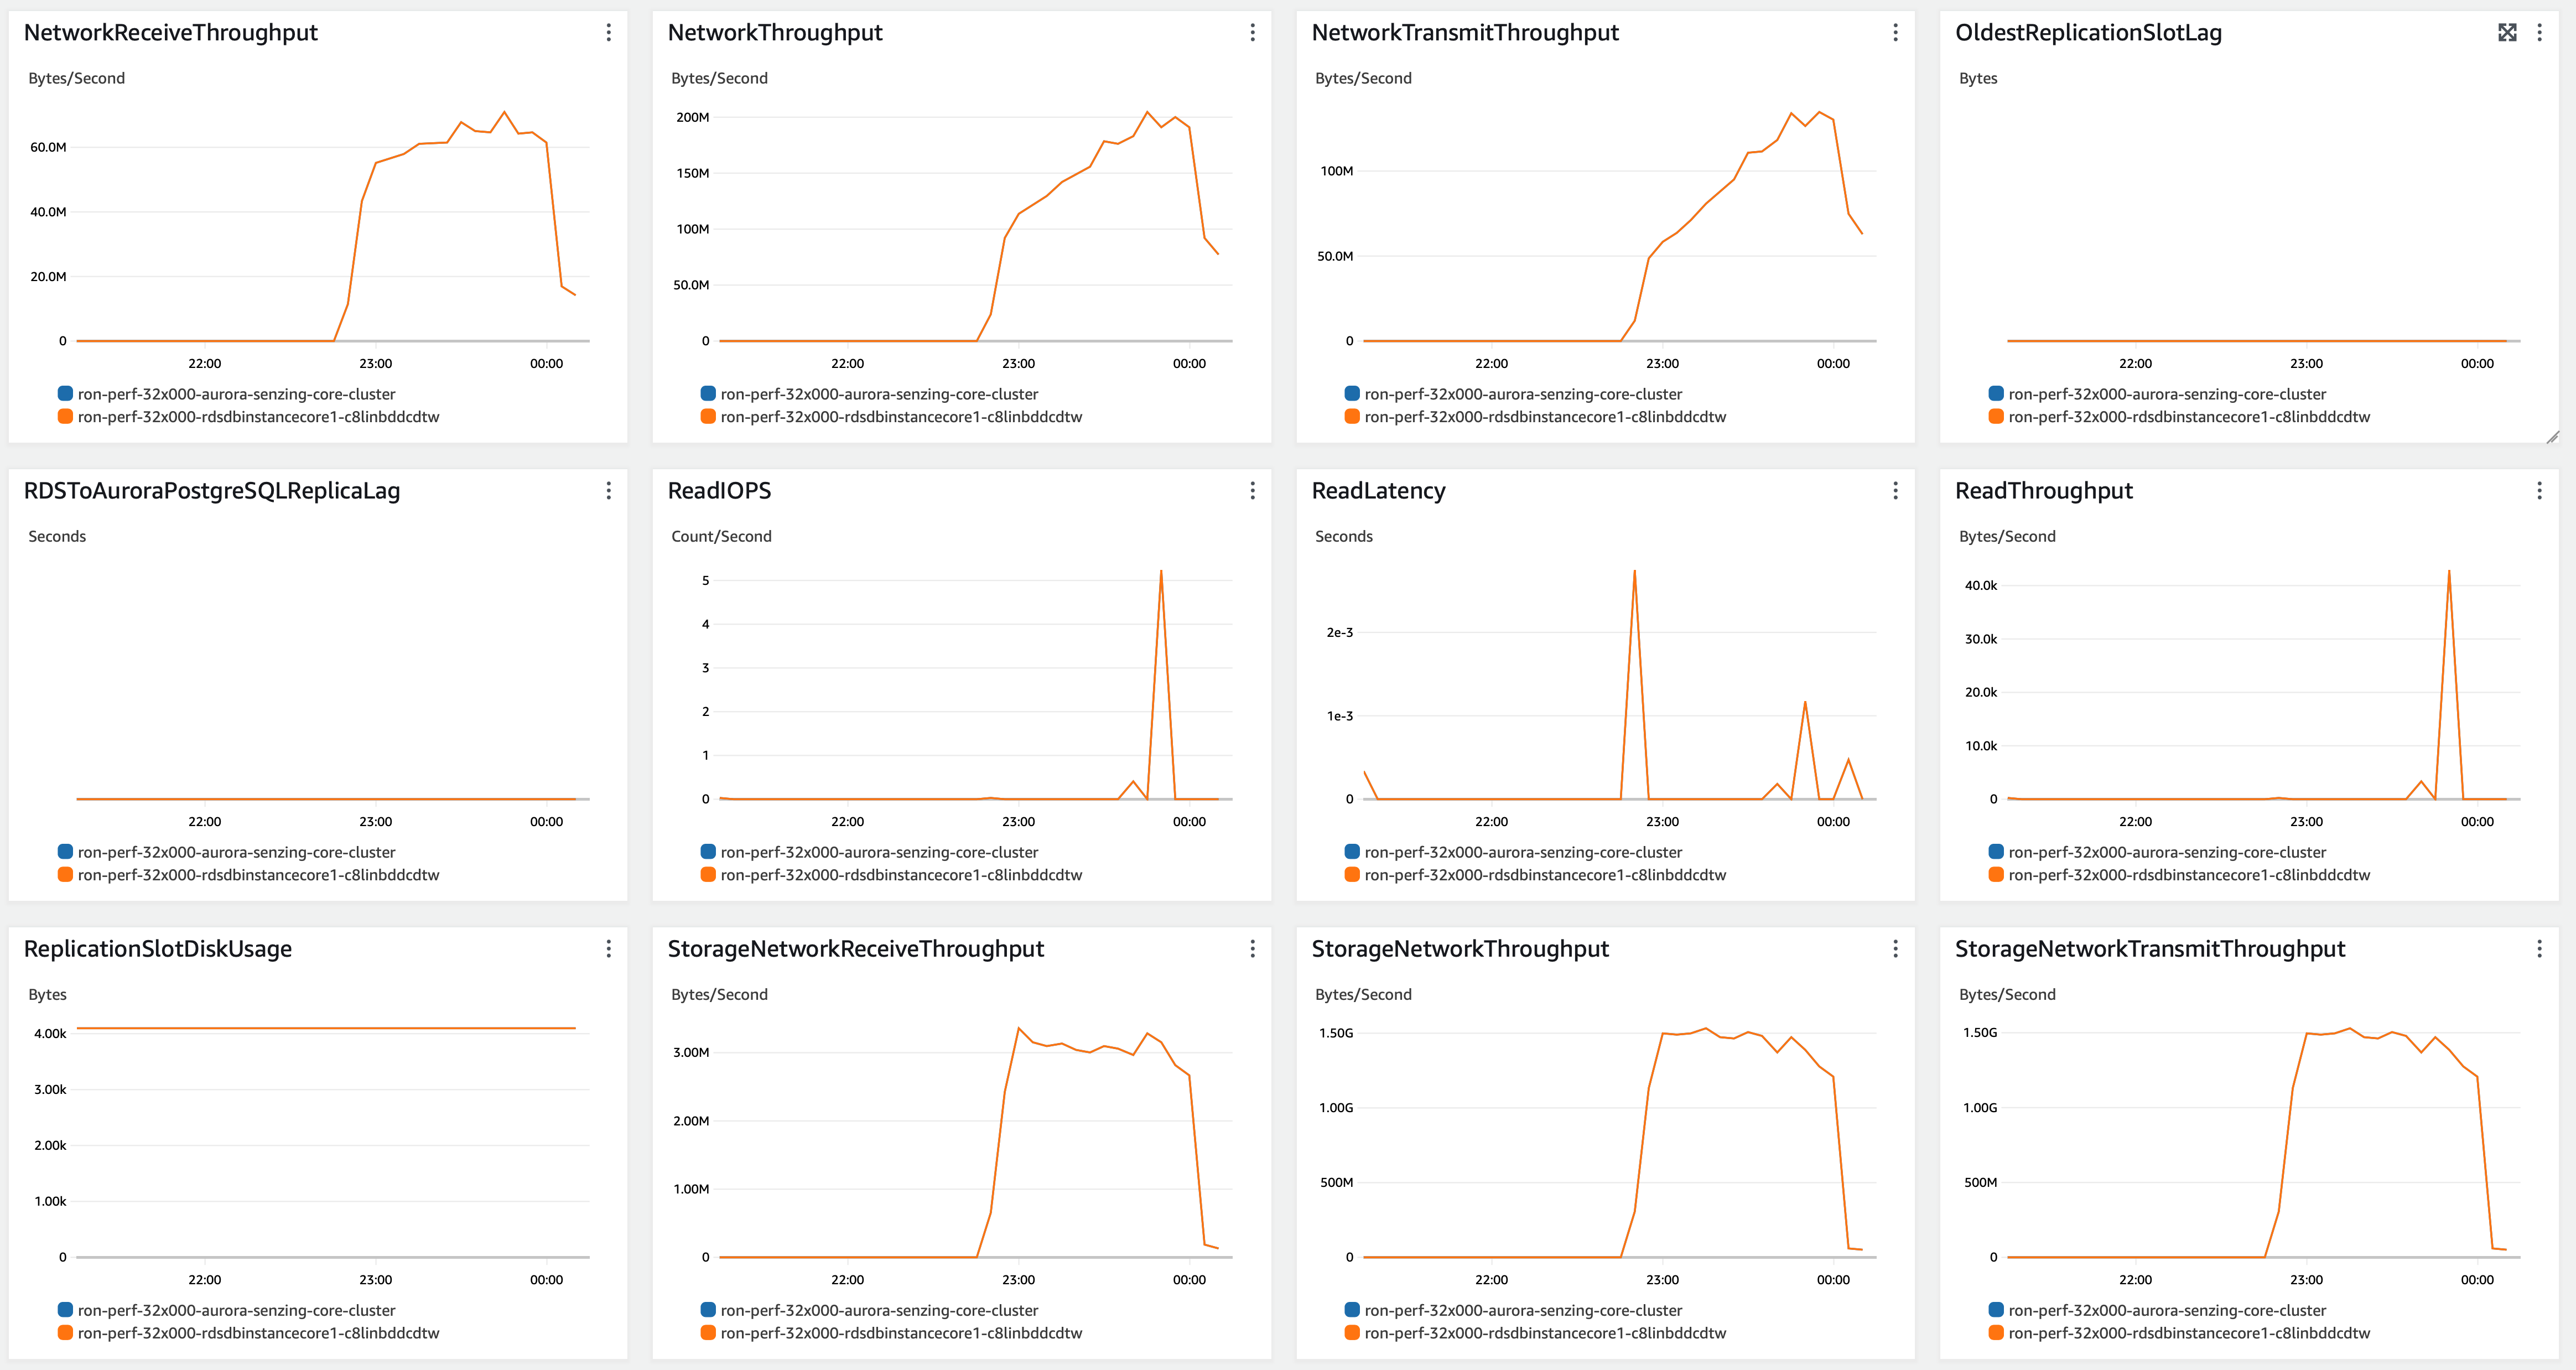 NetworkReceiveThroughput
Bytes/Second
60.0M
40.0M
20.0M
0
22:00 23:00 00:00
ron-perf-32x000-aurora-senzing-core-cluster
ron-perf-32x000-rdsdbinstancecore1-c8linbddcdtw
NetworkThroughput
Bytes/Second
200M
150M
100M
50.0M
0
22:00 23:00 00:00
ron-perf-32x000-aurora-senzing-core-cluster
ron-perf-32x000-rdsdbinstancecore1-c8linbddcdtw
NetworkTransmitThroughput
Bytes/Second
100M
50.0M
0
22:00 23:00 00:00
ron-perf-32x000-aurora-senzing-core-cluster
ron-perf-32x000-rdsdbinstancecore1-c8linbddcdtw
OldestReplicationSlotLag
Bytes
22:00 23:00 00:00
ron-perf-32x000-aurora-senzing-core-cluster
ron-perf-32x000-rdsdbinstancecore1-c8linbddcdtw
RDSToAuroraPostgreSQLReplicaLag
Seconds
22:00 23:00 00:00
ron-perf-32x000-aurora-senzing-core-cluster
ron-perf-32x000-rdsdbinstancecore1-c8linbddcdtw
ReadIOPS
Count/Second
5
4
3
2
1
0
22:00 23:00 00:00
ron-perf-32x000-aurora-senzing-core-cluster
ron-perf-32x000-rdsdbinstancecore1-c8linbddcdtw
ReadLatency
Seconds
2e-3
1e-3
0
22:00 23:00 00:00
ron-perf-32x000-aurora-senzing-core-cluster
ron-perf-32x000-rdsdbinstancecore1-c8linbddcdtw
ReadThroughput
Bytes/Second
40.0k
30.0k
20.0k
10.0k
0
22:00 23:00 00:00
ron-perf-32x000-aurora-senzing-core-cluster
ron-perf-32x000-rdsdbinstancecore1-c8linbddcdtw
ReplicationSlotDiskUsage
Bytes
4.00k
3.00k
2.00k
1.00k
0
22:00 23:00 00:00
ron-perf-32x000-aurora-senzing-core-cluster
ron-perf-32x000-rdsdbinstancecore1-c8linbddcdtw
StorageNetworkReceiveThroughput
Bytes/Second
3.00M
2.00M
1.00M
0
22:00 23:00 00:00
ron-perf-32x000-aurora-senzing-core-cluster
ron-perf-32x000-rdsdbinstancecore1-c8linbddcdtw
StorageNetworkThroughput
Bytes/Second
1.50G
1.00G
500M
0
22:00 23:00 00:00
ron-perf-32x000-aurora-senzing-core-cluster
ron-perf-32x000-rdsdbinstancecore1-c8linbddcdtw
StorageNetworkTransmitThroughput
Bytes/Second
1.50G
1.00G
500M
0
22:00 23:00 00:00
ron-perf-32x000-aurora-senzing-core-cluster
ron-perf-32x000-rdsdbinstancecore1-c8linbddcdtw